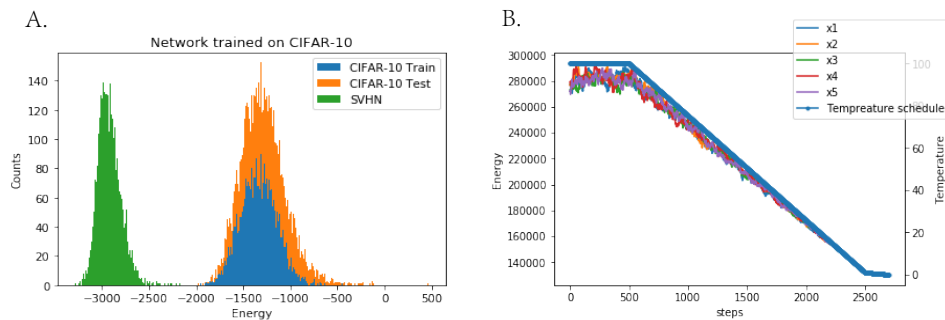 A.
Network trained on CIFAR-10
CIFAR-10 Train
CIFAR-10 Test
SVHN
140
120
100
80
60
40
20
0
Counts
−3000 −2500 −2000 −1500 −1000 −500 0 500
Energy
B.
x1
x2
x3
x4
x5
Tempreature schedule
300000
280000
260000
240000
220000
200000
180000
160000
140000
Energy
0 500 1000 1500 2000 2500
steps
100
80
60
40
20
0
Temperature